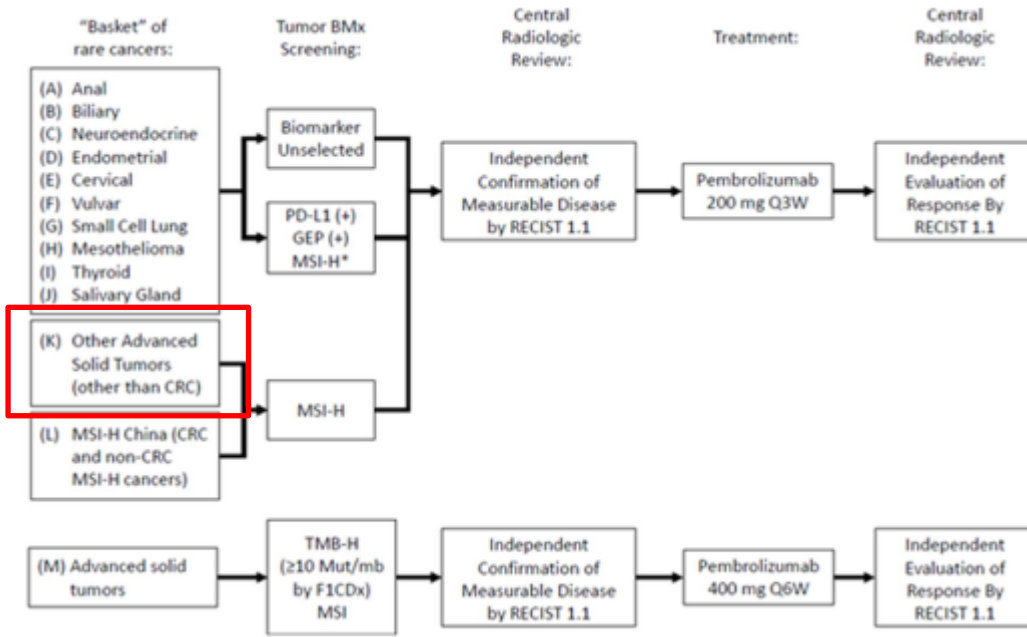 "Basket" of
rare cancers:
Tumor BMx
Screening:
Central
Radiologic
Review:
Treatment:
Central
Radiologic
Review:
(A) Anal
(B) Biliary
(C) Neuroendocrine
(D) Endometrial
(E) Cervical
(F) Vulvar
(G) Small Cell Lung
(H) Mesothelioma
(I) Thyroid
(J) Salivary Gland
Biomarker
Unselected
PD-L1 (+)
GEP (+)
MSI-H*
Independent
Confirmation of
Measurable Disease
by RECIST 1.1
Pembrolizumab
200 mg Q3W
Independent
Evaluation of
Response By
RECIST 1.1
(K) Other Advanced
Solid Tumors
(other than CRC)
MSI-H
(L) MSI-H China (CRC
and non-CRC
MSI-H cancers)
(M) Advanced solid
tumors
TMB-H
(≥10 Mut/mb
by F1CDx)
MSI
Independent
Confirmation of
Measurable Disease
by RECIST 1.1
Pembrolizumab
400 mg Q6W
Independent
Evaluation of
Response By
RECIST 1.1